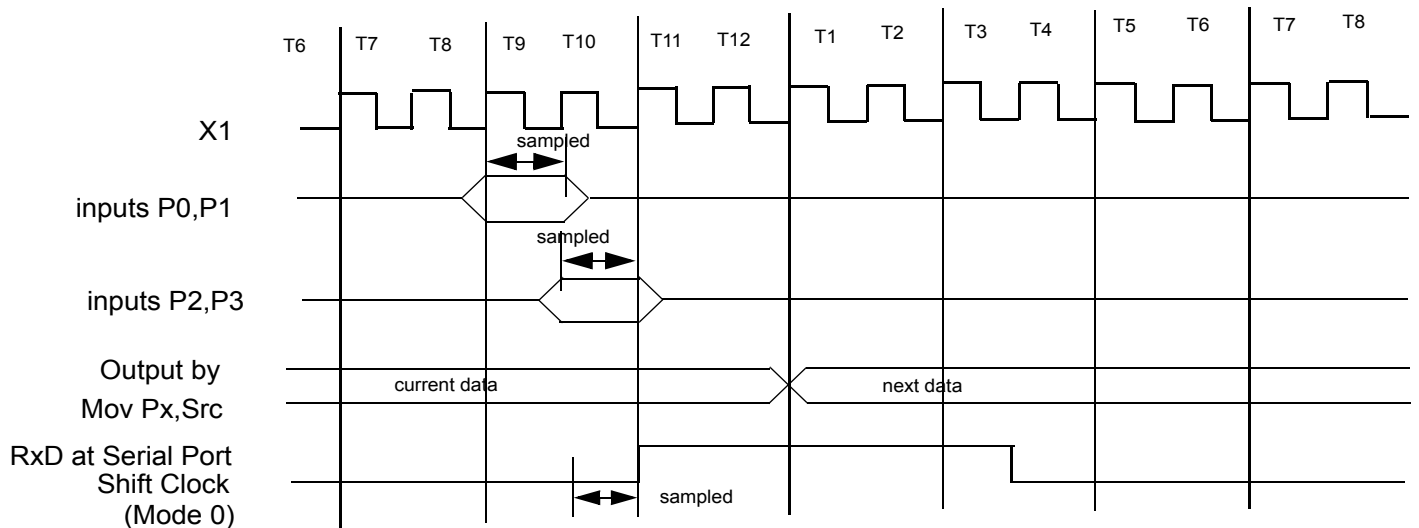 T6 T7 T8 T9 T10 T11 T12 T1 T2 T3 T4 T5 T6 T7 T8
X1
sampled
inputs P0,P1
sampled
inputs P2,P3
Output by
current data next data
Mov Px,Src
RxD at Serial Port
Shift Clock
sampled
(Mode 0)